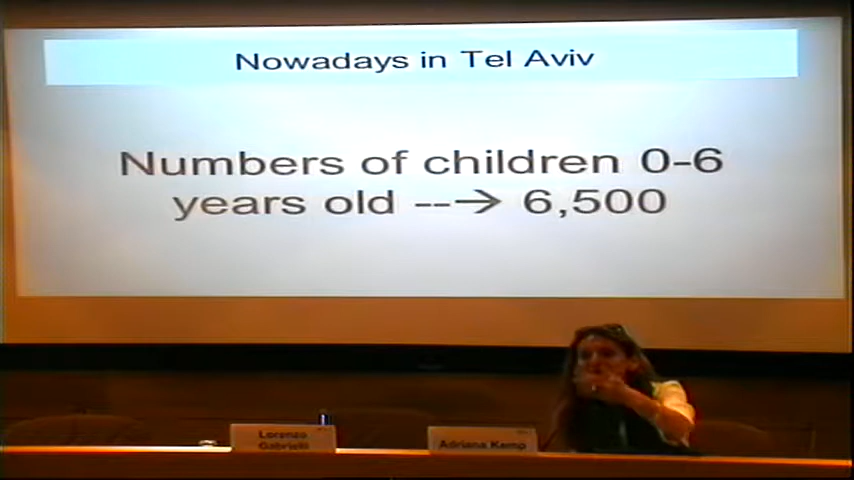 Nowadays in Tel Aviv
Numbers of children 0-6
years old --→ 6,500
Lorenzo
Gabrielli
Adriana Kemp